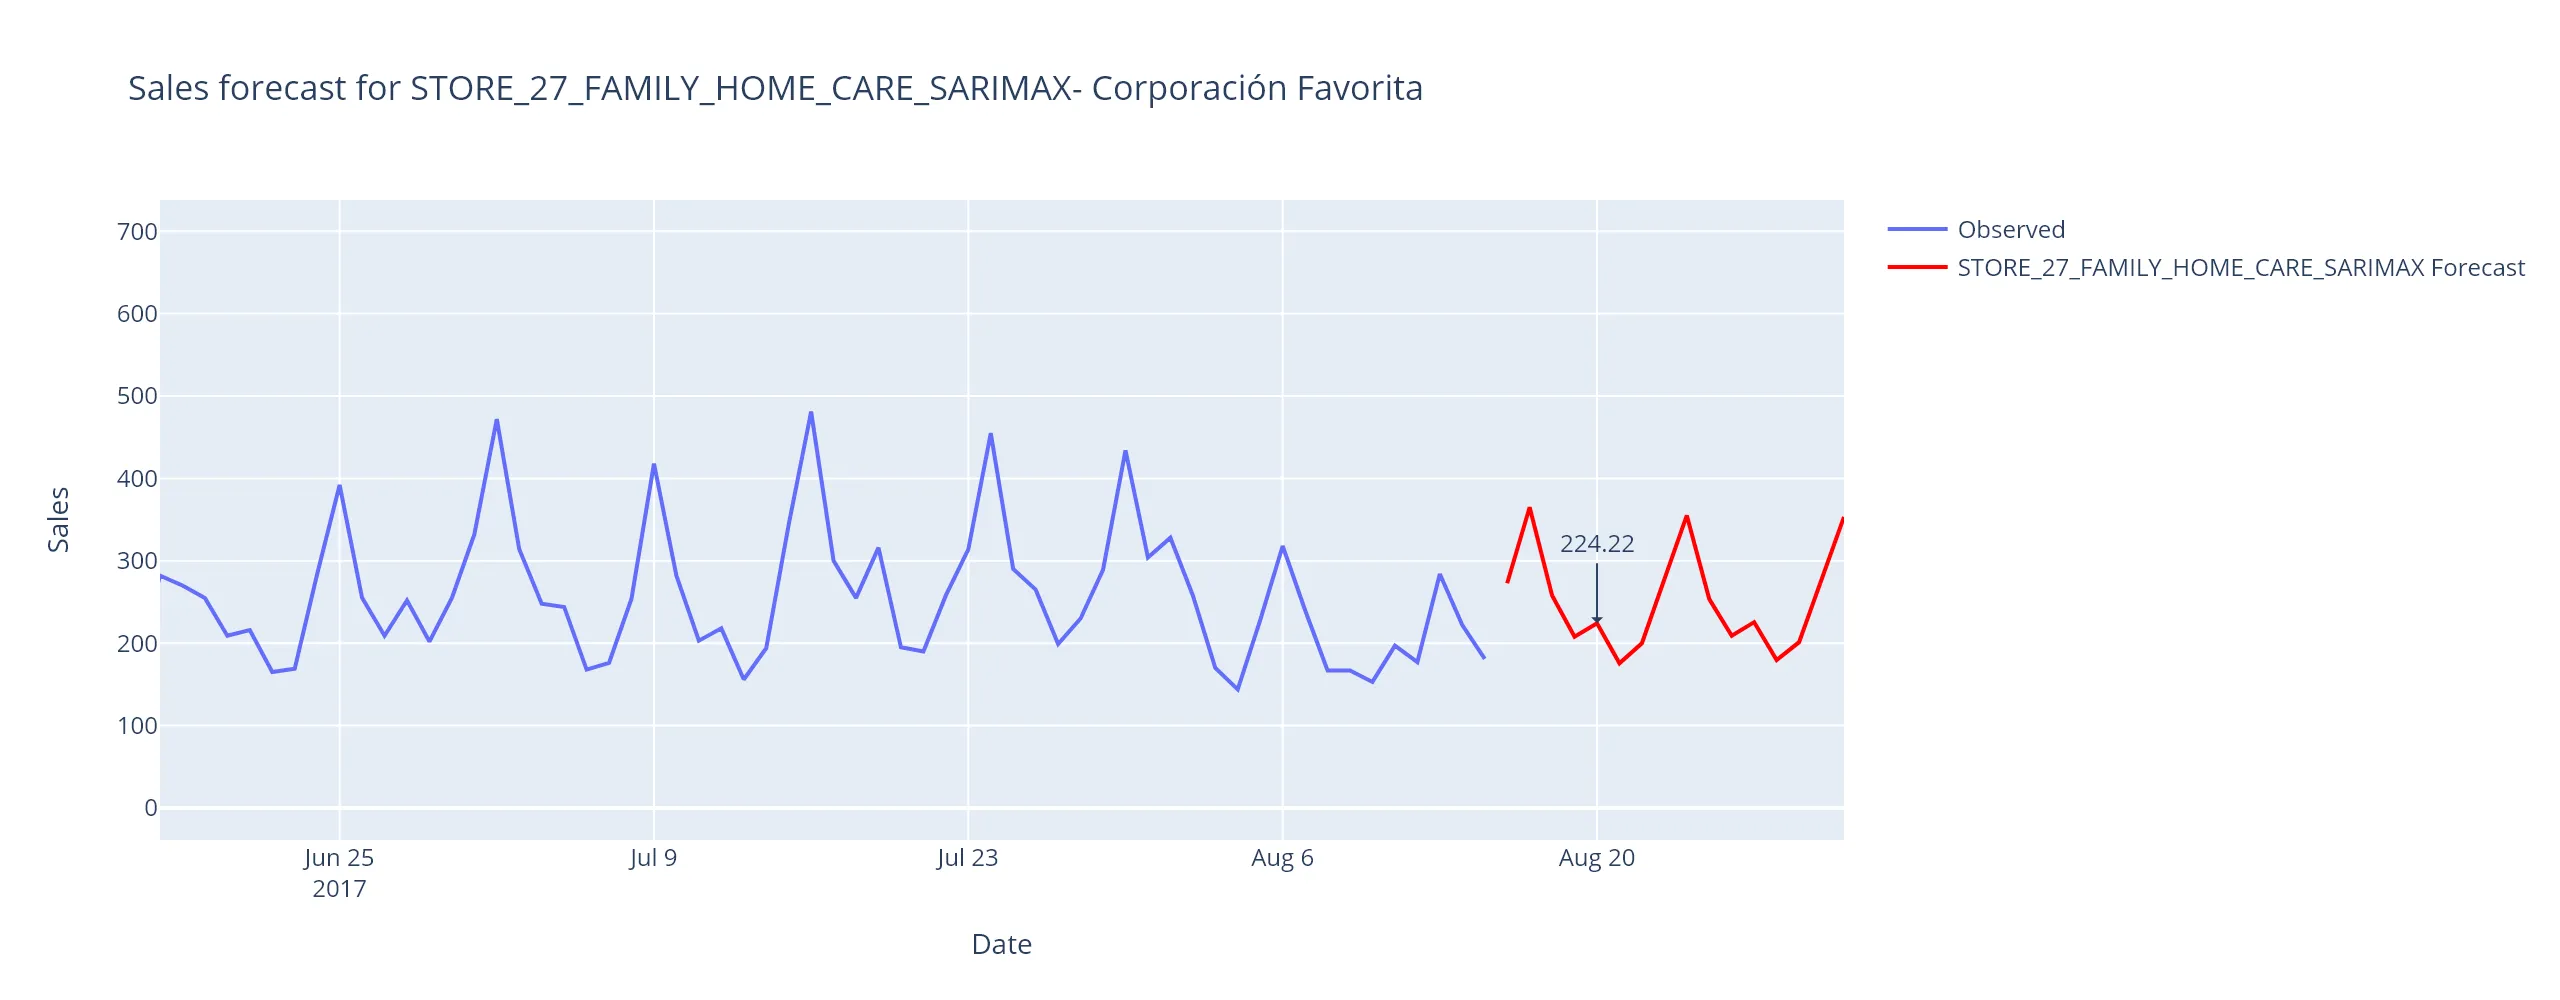 Sales forecast for STORE_27_FAMILY_HOME_CARE_SARIMAX- Corporación Favorita
Observed
STORE_27_FAMILY_HOME_CARE_SARIMAX Forecast
700
600
500
400
300
200
100
0
Sales
224.22
Jun 25
2017
Jul 9
Jul 23
Aug 6
Aug 20
Date